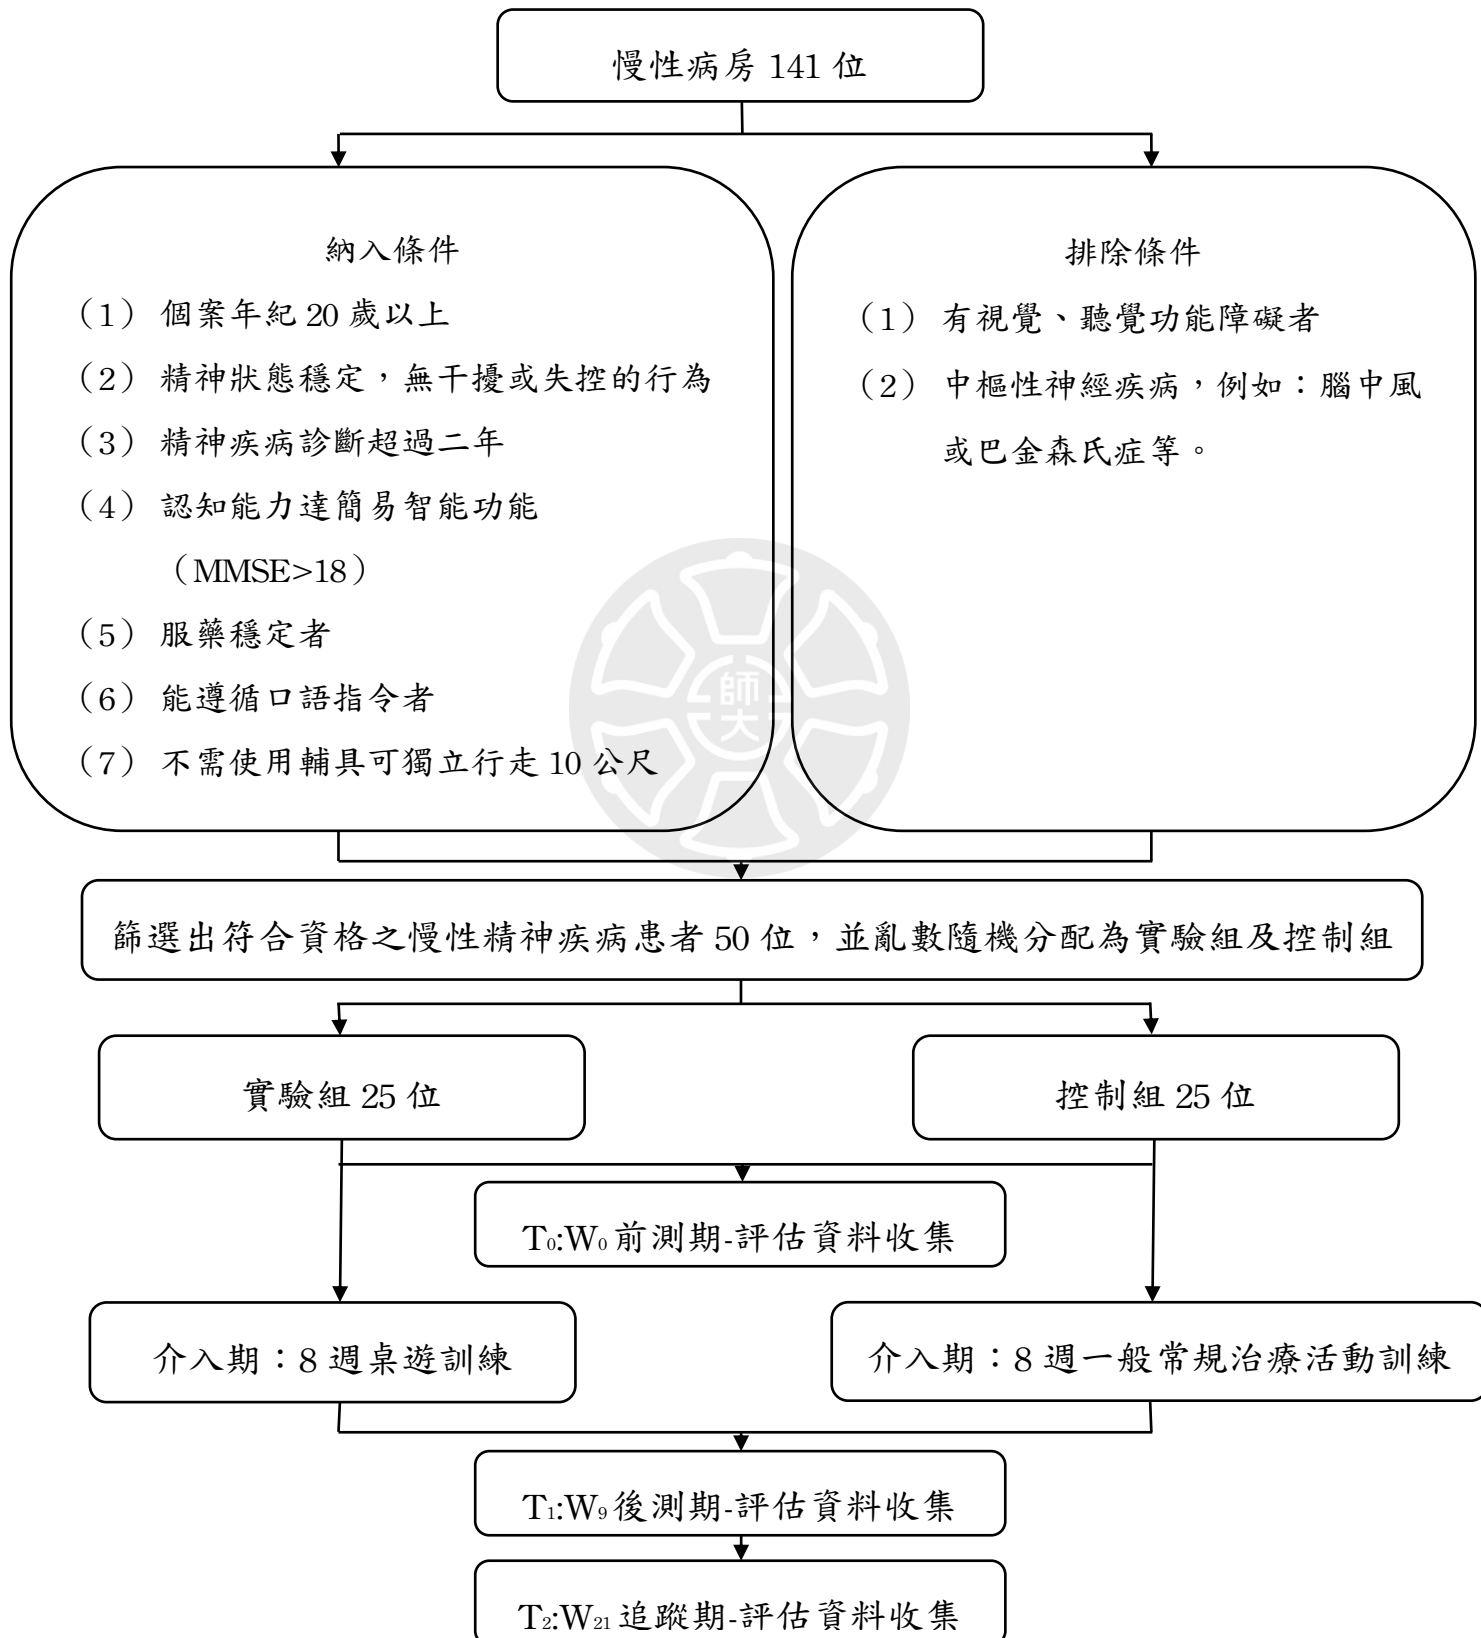 慢性病房 141 位
納入條件
（1） 個案年紀 20 歲以上
（2） 精神狀態穩定，無干擾或失控的行為
（3） 精神疾病診斷超過二年
（4） 認知能力達簡易智能功能
（MMSE>18）
（5） 服藥穩定者
（6） 能遵循口語指令者
（7） 不需使用輔具可獨立行走 10 公尺
排除條件
（1） 有視覺、聽覺功能障礙者
（2） 中樞性神經疾病，例如：腦中風
或巴金森氏症等。
師大
篩選出符合資格之慢性精神疾病患者 50 位，並亂數隨機分配為實驗組及控制組
實驗組 25 位
控制組 25 位
T₀:W₀ 前測期-評估資料收集
介入期：8 週桌遊訓練
介入期：8 週一般常規治療活動訓練
T₁:W₉ 後測期-評估資料收集
T₂:W₂₁ 追蹤期-評估資料收集